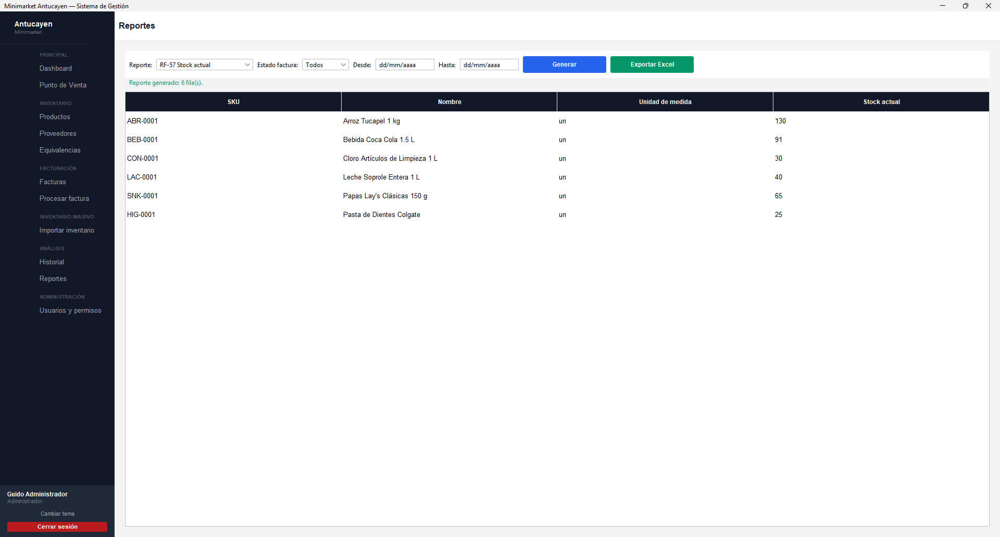 Minimarket Antucayen — Sistema de Gestión
Antucayen
Minimarket
PRINCIPAL
Dashboard
Punto de Venta
INVENTARIO
Productos
Proveedores
Equivalencias
FACTURACIÓN
Facturas
Procesar factura
INVENTARIO MASIVO
Importar inventario
ANÁLISIS
Historial
Reportes
ADMINISTRACIÓN
Usuarios y permisos
Guido Administrador
Administrador
Cambiar tema
Cerrar sesión
Reportes
Reporte: RF-57 Stock actual Estado factura: Todos Desde: dd/mm/aaaa Hasta: dd/mm/aaaa Generar Exportar Excel
Reporte generado: 6 fila(s).
SKU Nombre Unidad de medida Stock actual
ABR-0001 Arroz Tucapel 1 kg un 130
BEB-0001 Bebida Coca Cola 1.5 L un 91
CON-0001 Cloro Artículos de Limpieza 1 L un 30
LAC-0001 Leche Soprole Entera 1 L un 40
SNK-0001 Papas Lay's Clásicas 150 g un 65
HIG-0001 Pasta de Dientes Colgate un 25